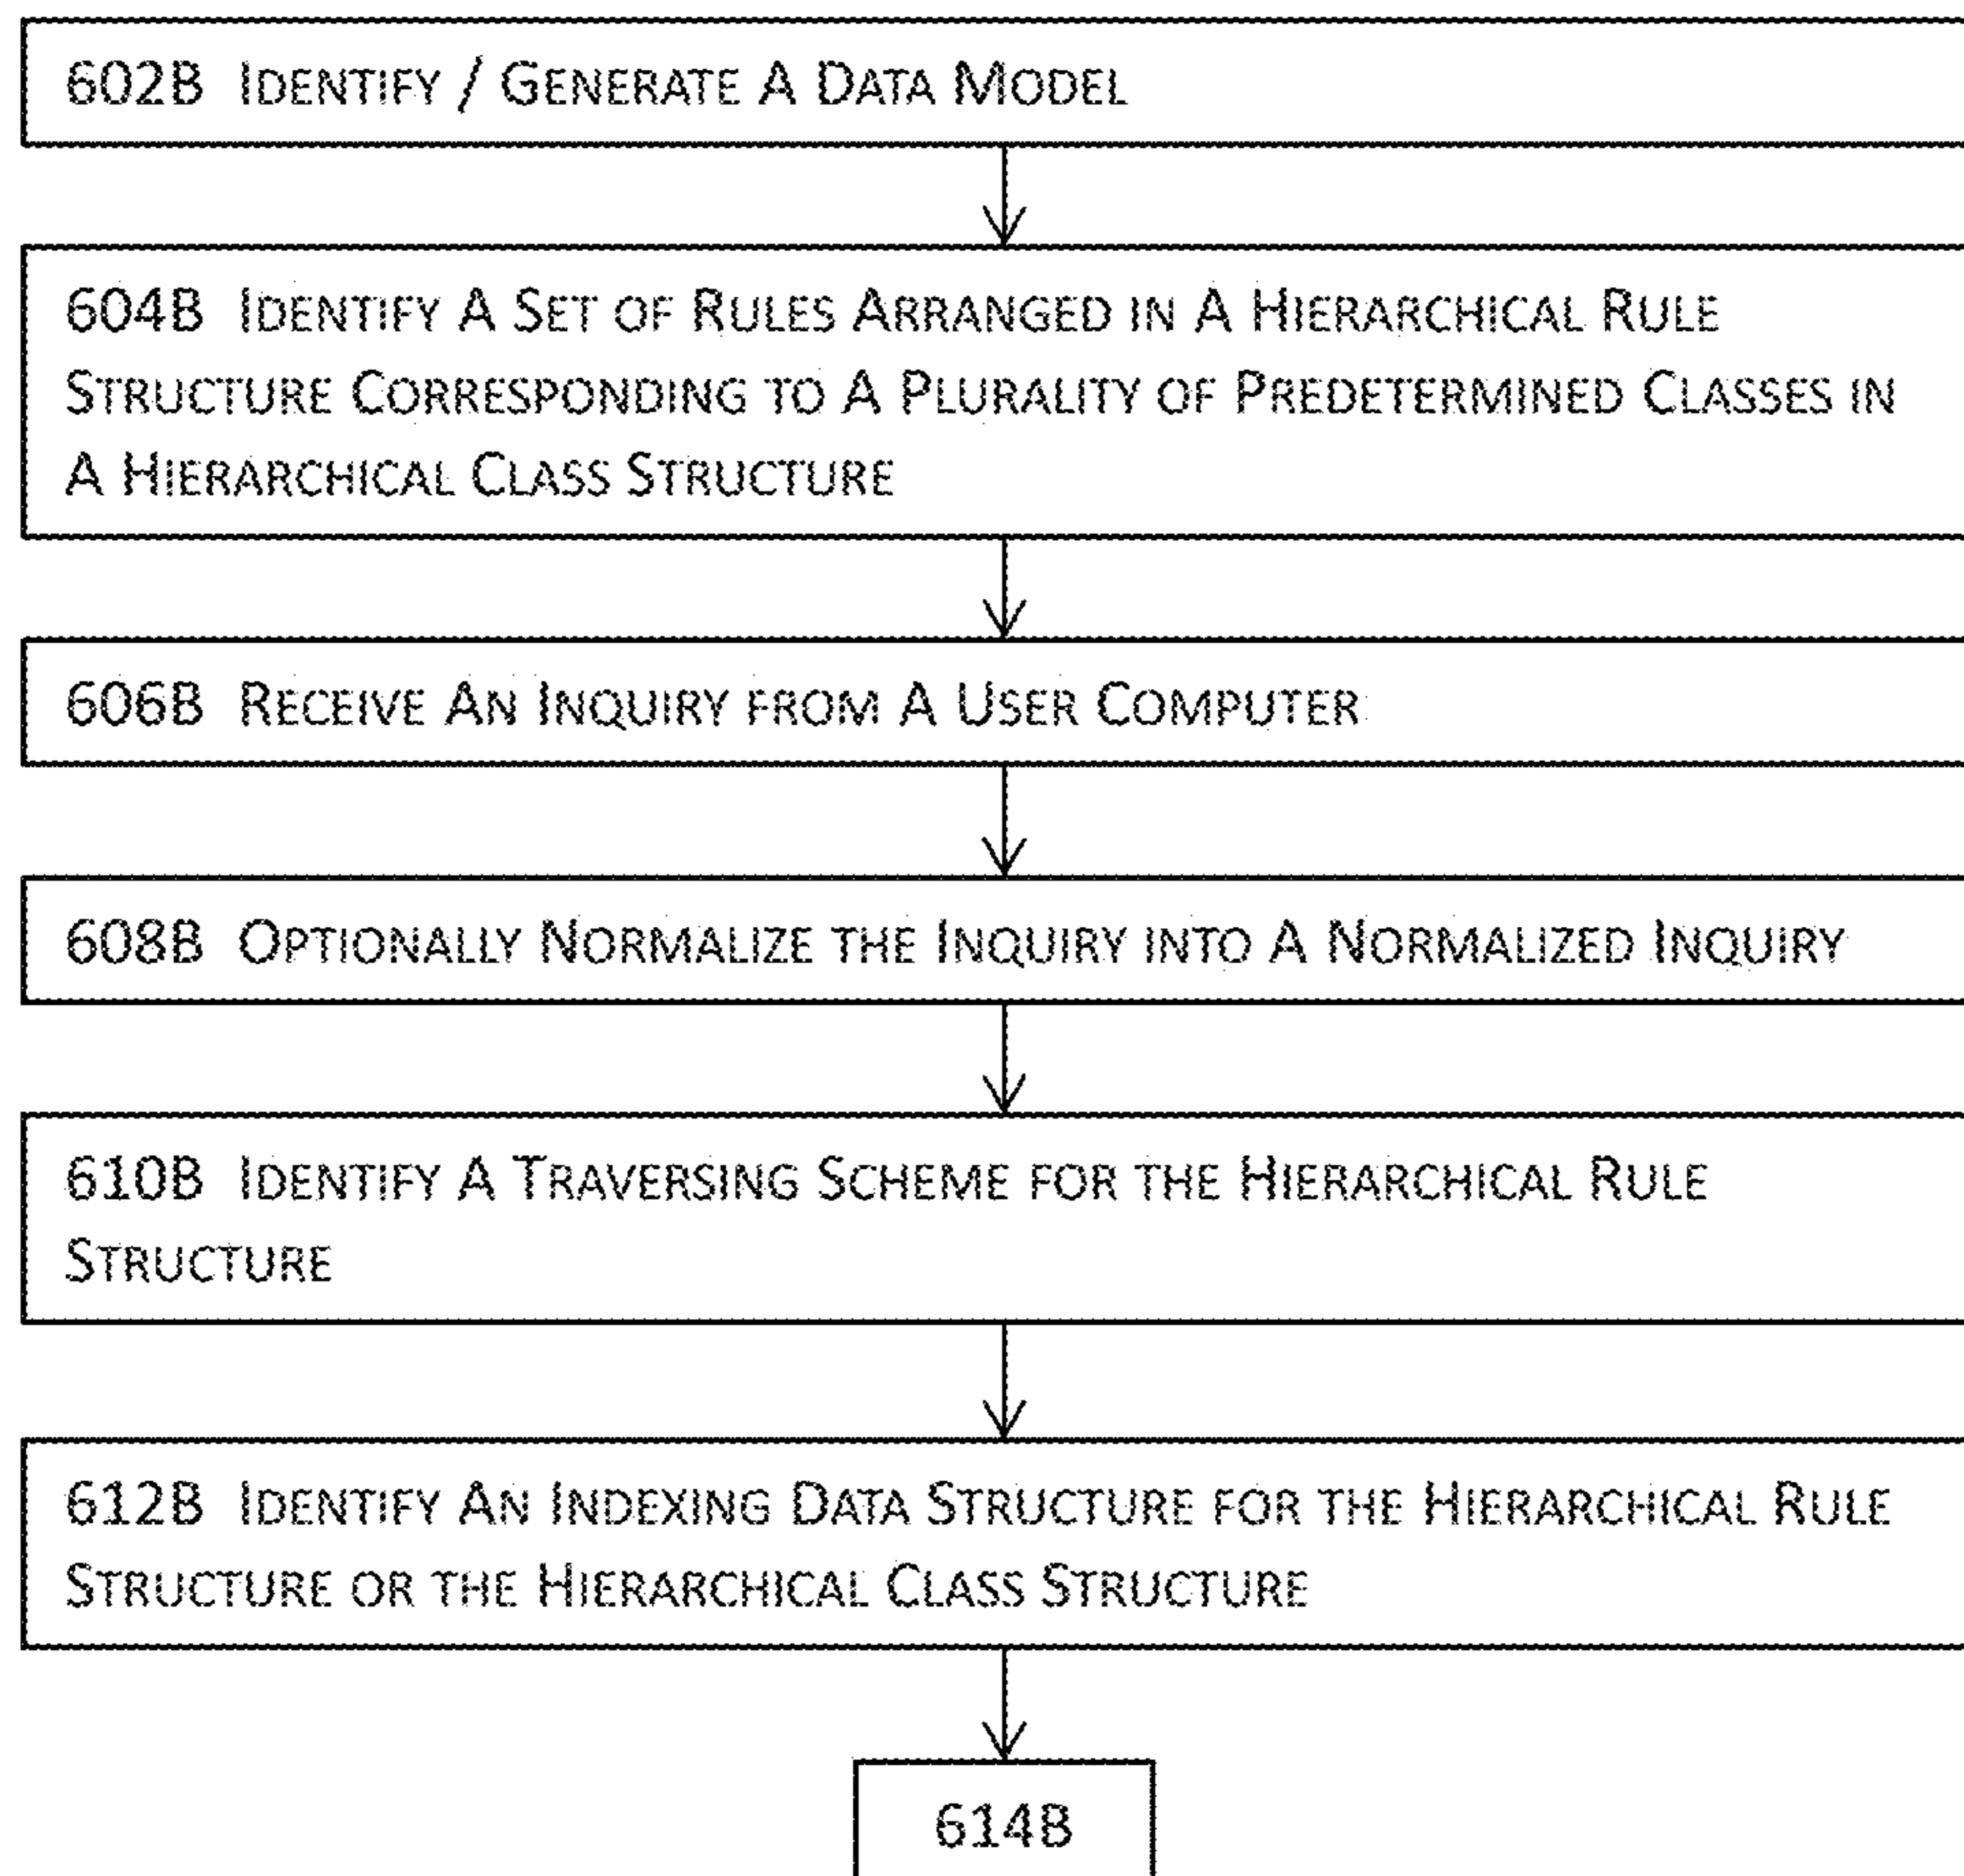 602B IDENTIFY / GENERATE A DATA MODEL
604B IDENTIFY A SET OF RULES ARRANGED IN A HIERARCHICAL RULE
STRUCTURE CORRESPONDING TO A PLURALITY OF PREDETERMINED CLASSES IN
A HIERARCHICAL CLASS STRUCTURE
606B RECEIVE AN INQUIRY FROM A USER COMPUTER
608B OPTIONALLY NORMALIZE THE INQUIRY INTO A NORMALIZED INQUIRY
610B IDENTIFY A TRAVERSING SCHEME FOR THE HIERARCHICAL RULE
STRUCTURE
612B IDENTIFY AN INDEXING DATA STRUCTURE FOR THE HIERARCHICAL RULE
STRUCTURE OR THE HIERARCHICAL CLASS STRUCTURE
614B